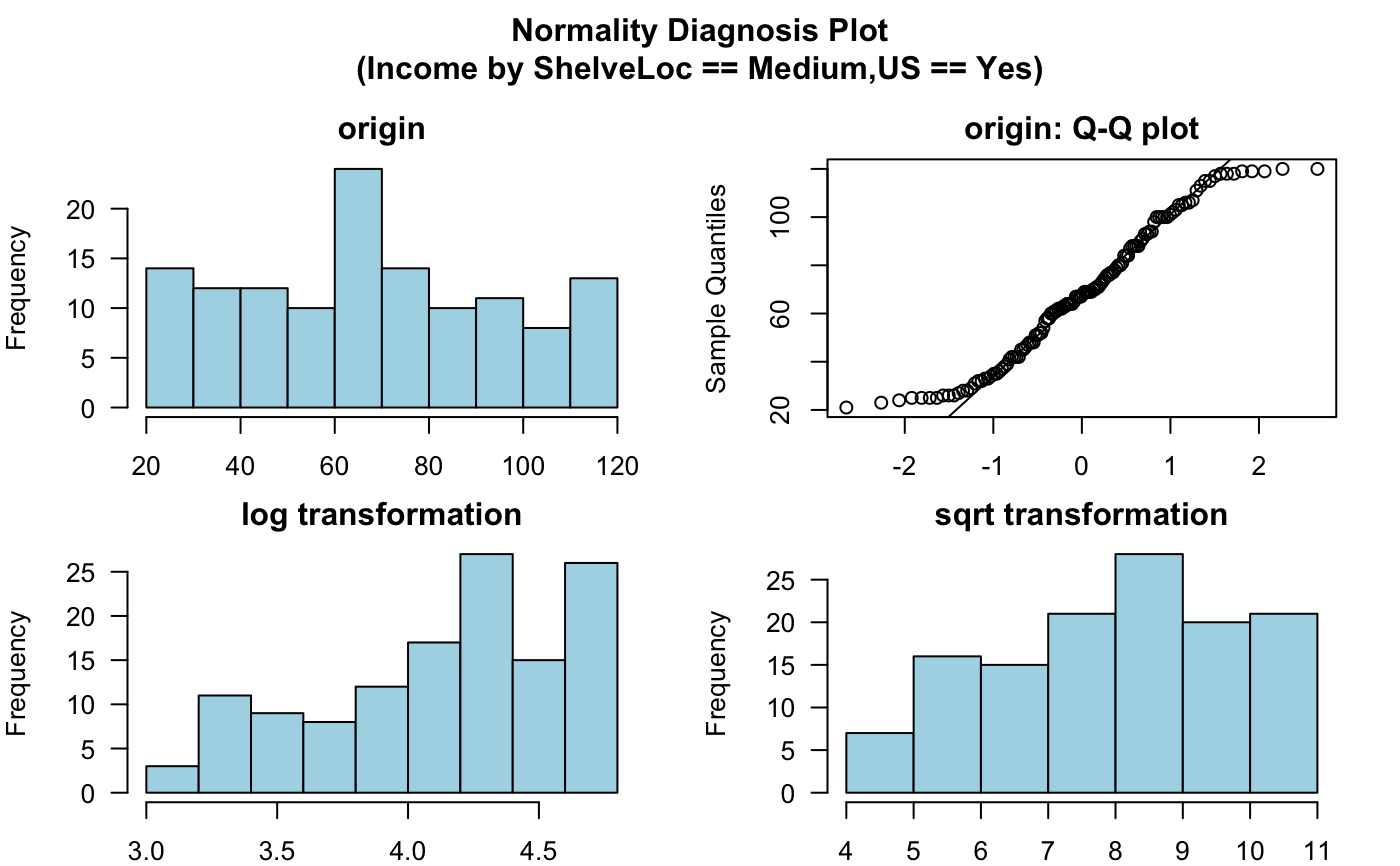 Normality Diagnosis Plot
(Income by ShelveLoc == Medium,US == Yes)
origin
Frequency
20
15
10
5
0
20 40 60 80 100 120
origin: Q-Q plot
Sample Quantiles
100
60
20
-2 -1 0 1 2
log transformation
Frequency
25
20
15
10
5
0
3.0 3.5 4.0 4.5
sqrt transformation
Frequency
25
20
15
10
5
0
4 5 6 7 8 9 10 11